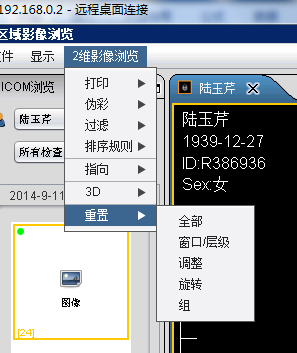 192.168.0.2 - 远程桌面连接
区域影像浏览
文件 显示 2维影像浏览
ICOM浏览
陆玉芹
所有检查
2014-9-11
图像
[24]
打印
伪彩
过滤
排序规则
指向
3D
重置
全部
窗口/层级
调整
旋转
组
陆玉芹
陆玉芹
1939-12-27
ID:R386936
Sex:女